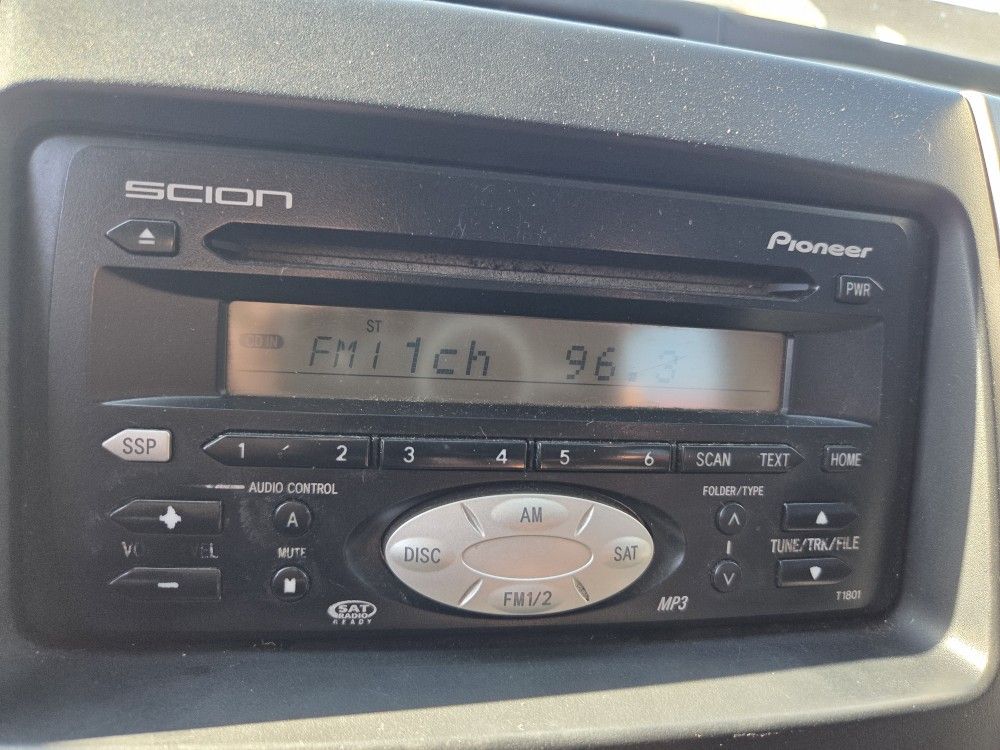 SCION
Pioneer
PWR
CD IN
ST
FM1 1ch 96.3
SSP
1 2 3 4 5 6 SCAN TEXT HOME
AUDIO CONTROL
FOLDER/TYPE
A
AM
MUTE
DISC
SAT
TUNE/TRK/FILE
FM1/2
SAT
RADIO
READY
MP3
T1801